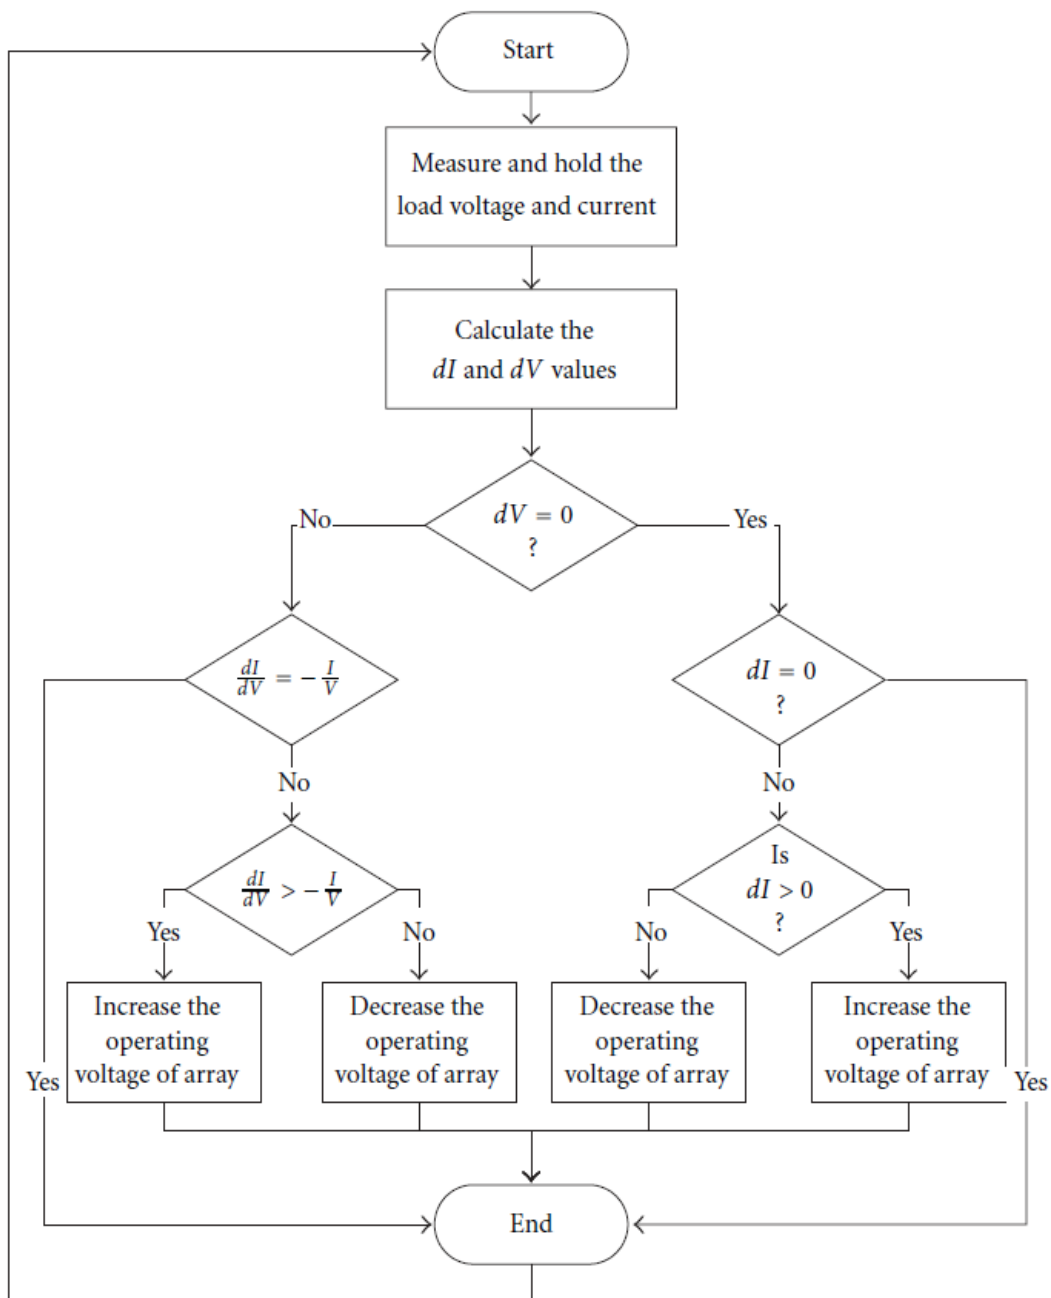 Start
Measure and hold the
load voltage and current
Calculate the
dI and dV values
dV = 0
?
No
Yes
dI/dV = − I/V
dI = 0
?
No
No
dI/dV > − I/V
Is
dI > 0
?
Yes
No
No
Yes
Increase the
operating
voltage of array
Decrease the
operating
voltage of array
Decrease the
operating
voltage of array
Increase the
operating
voltage of array
Yes
Yes
End